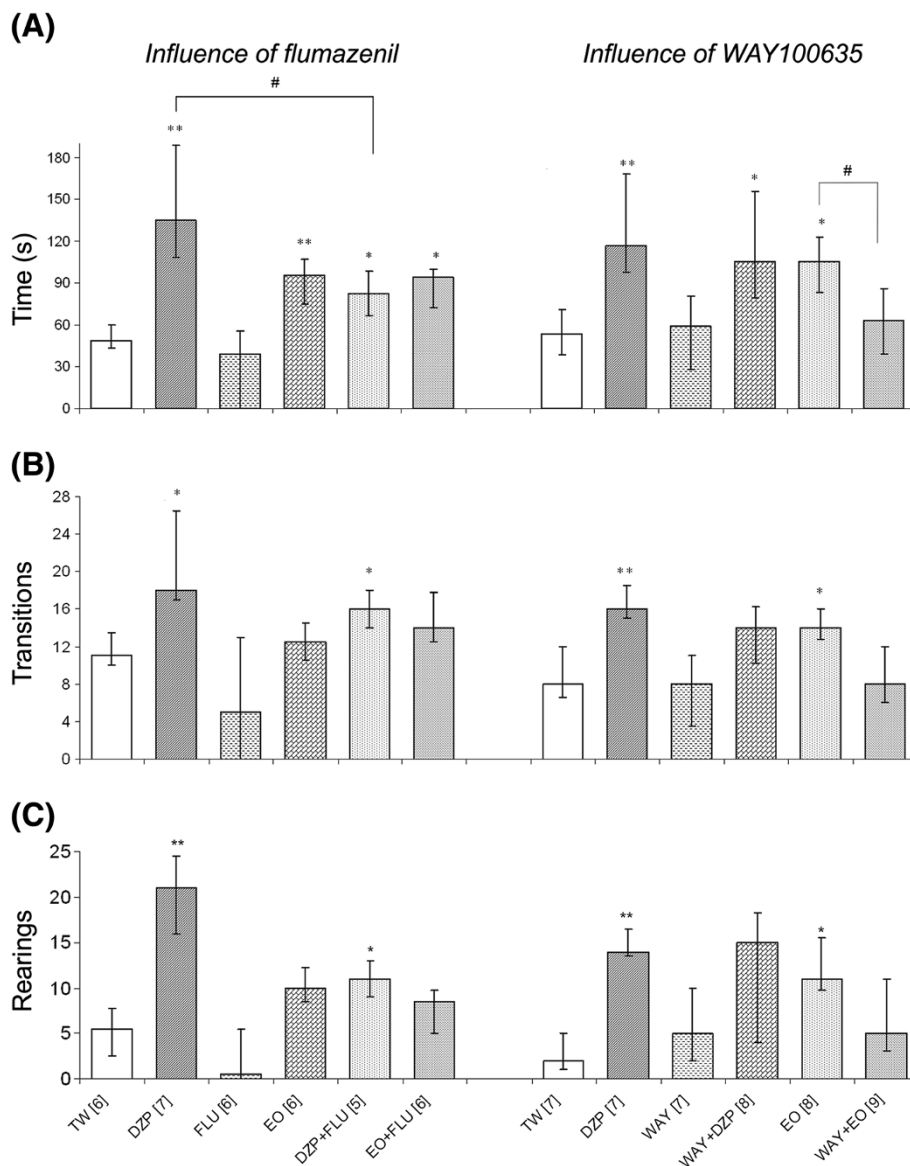 (A)
Influence of flumazenil
Influence of WAY100635
#
**
**
*
#
**
*
*
*
Time (s)
180
150
120
90
60
30
0
(B)
*
*
**
*
Transitions
28
24
20
16
12
8
4
0
(C)
**
*
**
*
Rearings
25
20
15
10
5
0
TW [6]
DZP [7]
FLU [6]
EO [6]
DZP+FLU [5]
EO+FLU [6]
TW [7]
DZP [7]
WAY [7]
WAY+DZP [8]
EO [8]
WAY+EO [9]